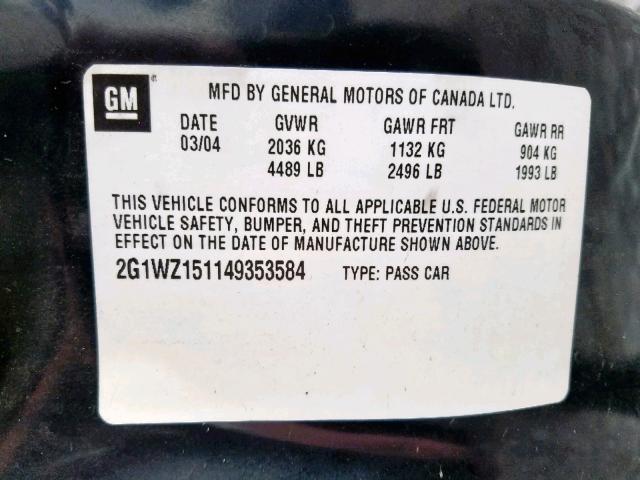 GM
MFD BY GENERAL MOTORS OF CANADA LTD.
DATE GVWR GAWR FRT GAWR RR
03/04 2036 KG 1132 KG 904 KG
4489 LB 2496 LB 1993 LB
THIS VEHICLE CONFORMS TO ALL APPLICABLE U.S. FEDERAL MOTOR
VEHICLE SAFETY, BUMPER, AND THEFT PREVENTION STANDARDS IN
EFFECT ON THE DATE OF MANUFACTURE SHOWN ABOVE.
2G1WZ151149353584 TYPE: PASS CAR